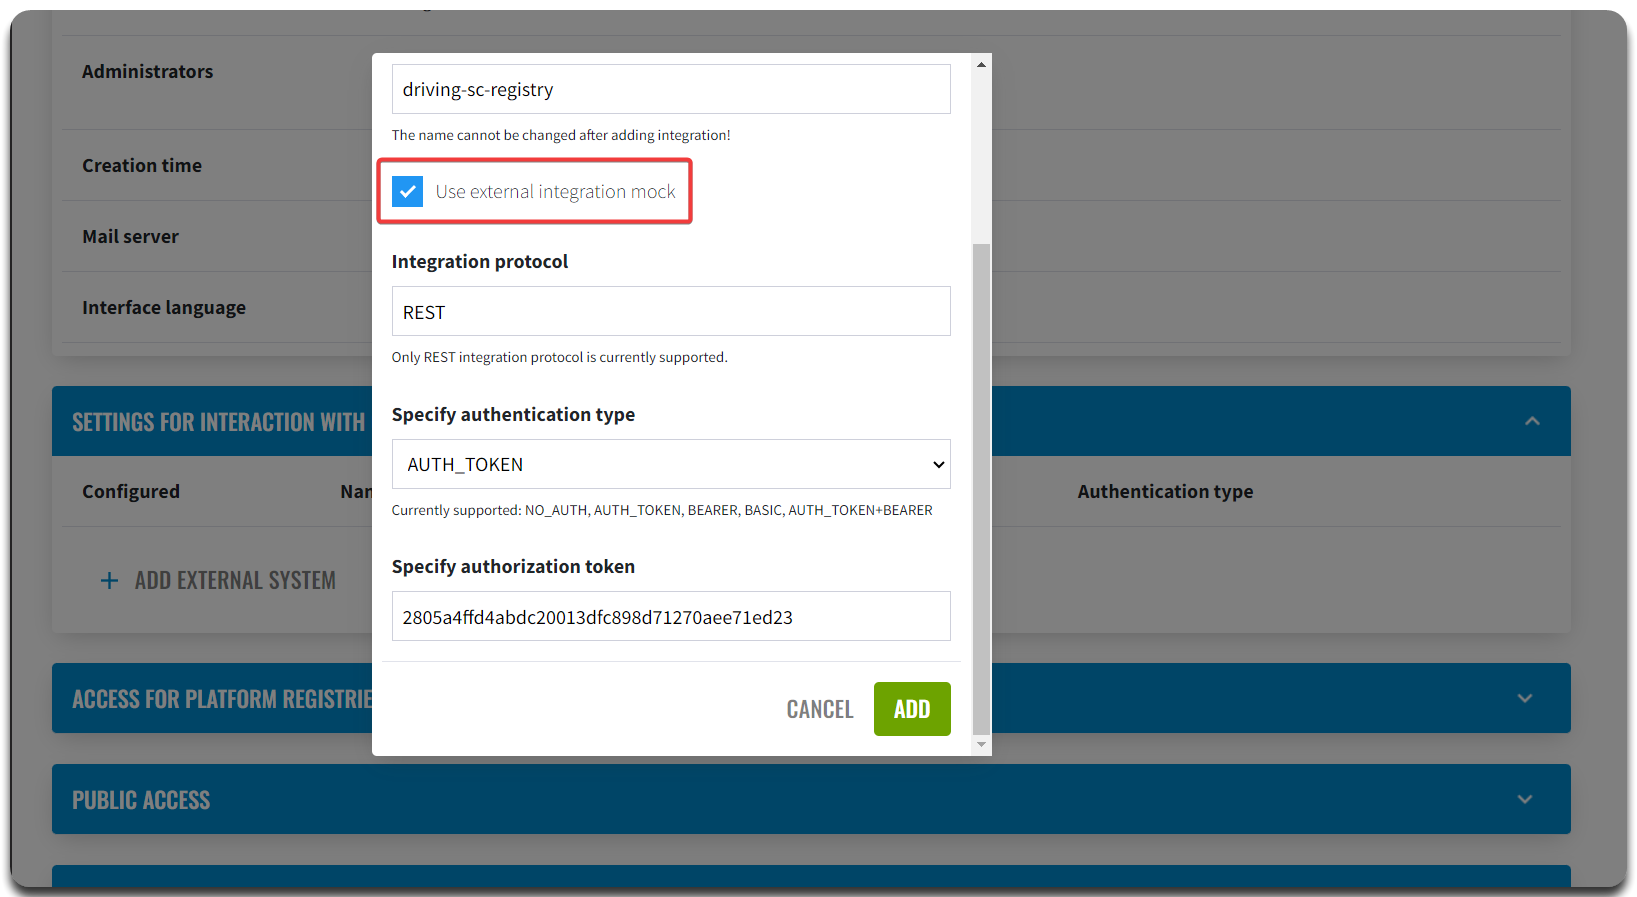 Administrators
Creation time
Mail server
Interface language
driving-sc-registry
The name cannot be changed after adding integration!
Use external integration mock
Integration protocol
REST
Only REST integration protocol is currently supported.
Specify authentication type
AUTH_TOKEN
Currently supported: NO_AUTH, AUTH_TOKEN, BEARER, BASIC, AUTH_TOKEN+BEARER
Specify authorization token
2805a4ffd4abdc20013dfc898d71270aee71ed23
CANCEL
ADD
SETTINGS FOR INTERACTION WITH
Configured
Authentication type
ADD EXTERNAL SYSTEM
ACCESS FOR PLATFORM
PUBLIC ACCESS